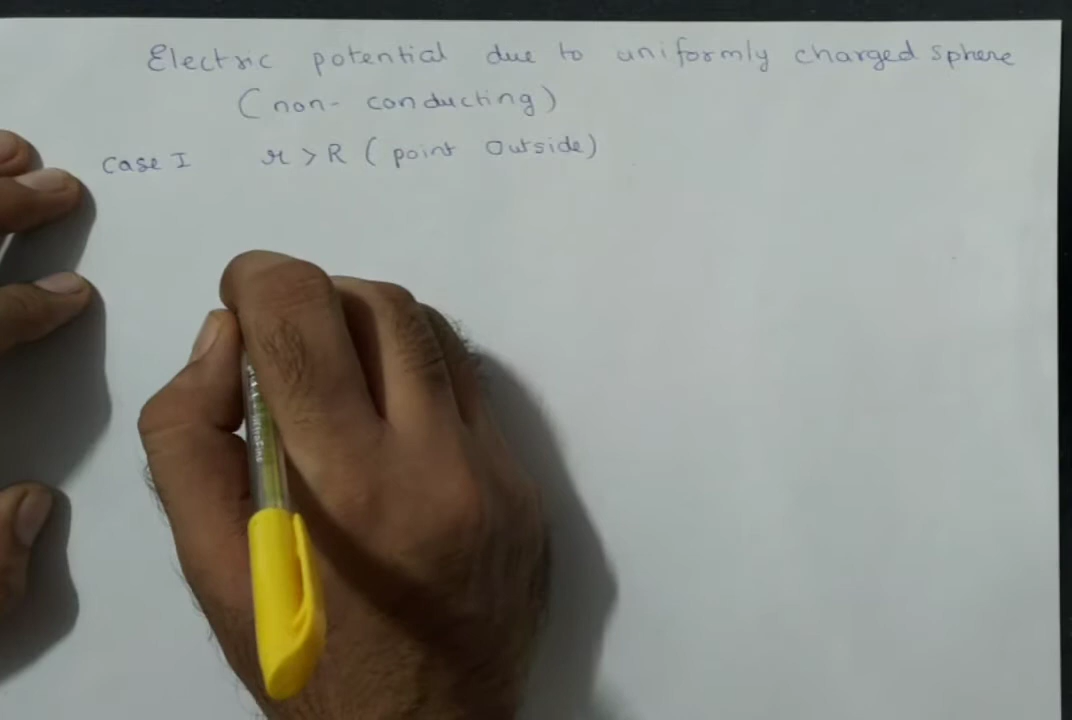 Electric potential due to uniformly charged sphere
(non- conducting)
Case I r > R ( point Outside)